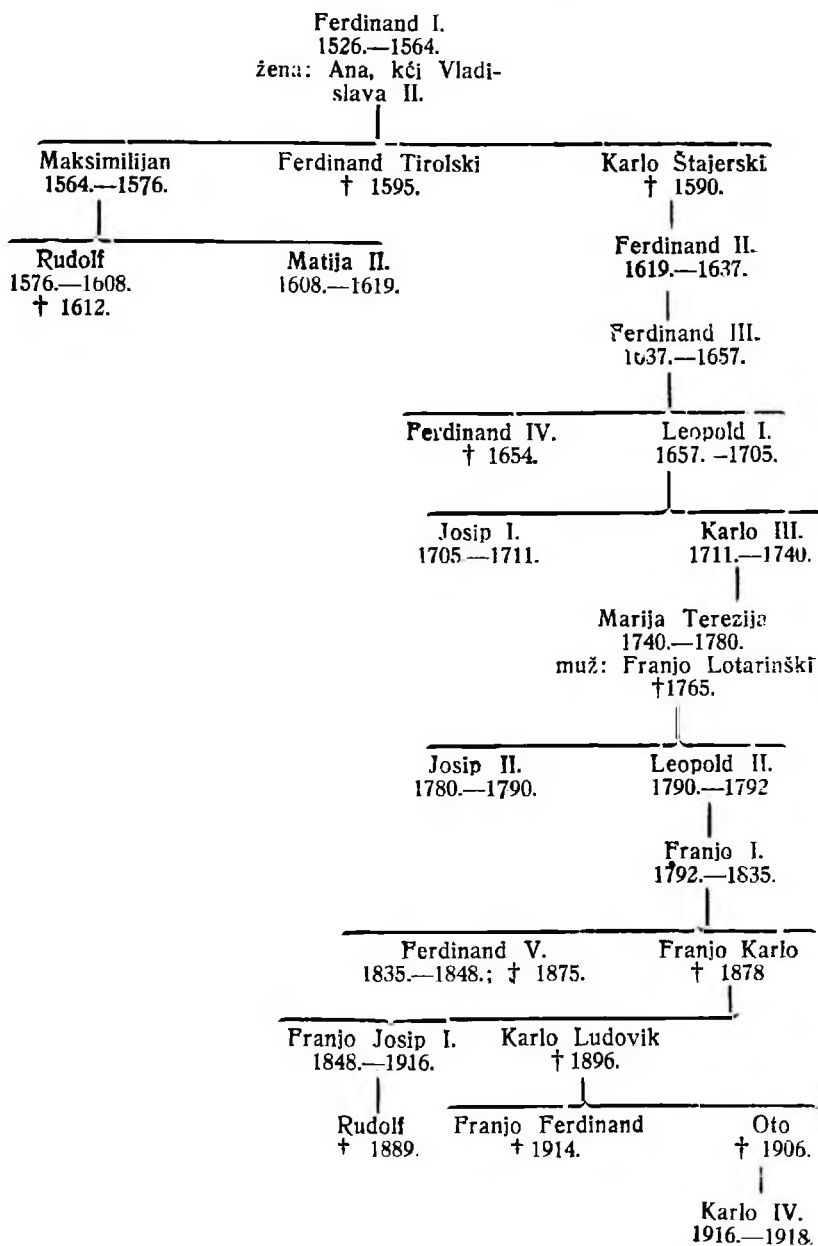 Ferdinand I.
1526.—1564.
žena: Ana, kći Vladi-
slava II.
Maksimilijan
1564.—1576.
Ferdinand Tirolski
† 1595.
Karlo Štajerski
† 1590.
Rudolf
1576.—1608.
† 1612.
Matija II.
1608.—1619.
Ferdinand II.
1619.—1637.
Ferdinand III.
1637.—1657.
Ferdinand IV.
† 1654.
Leopold I.
1657. –1705.
Josip I.
1705 —1711.
Karlo III.
1711.—1740.
Marija Terezija
1740.—1780.
muž: Franjo Lotarinški
†1765.
Josip II.
1780.—1790.
Leopold II.
1790.—1792
Franjo I.
1792.—1835.
Ferdinand V.
1835.—1848.; † 1875.
Franjo Karlo
† 1878
Franjo Josip I.
1848.—1916.
Karlo Ludovik
† 1896.
Rudolf
† 1889.
Franjo Ferdinand
† 1914.
Oto
† 1906.
Karlo IV.
1916.—1918.